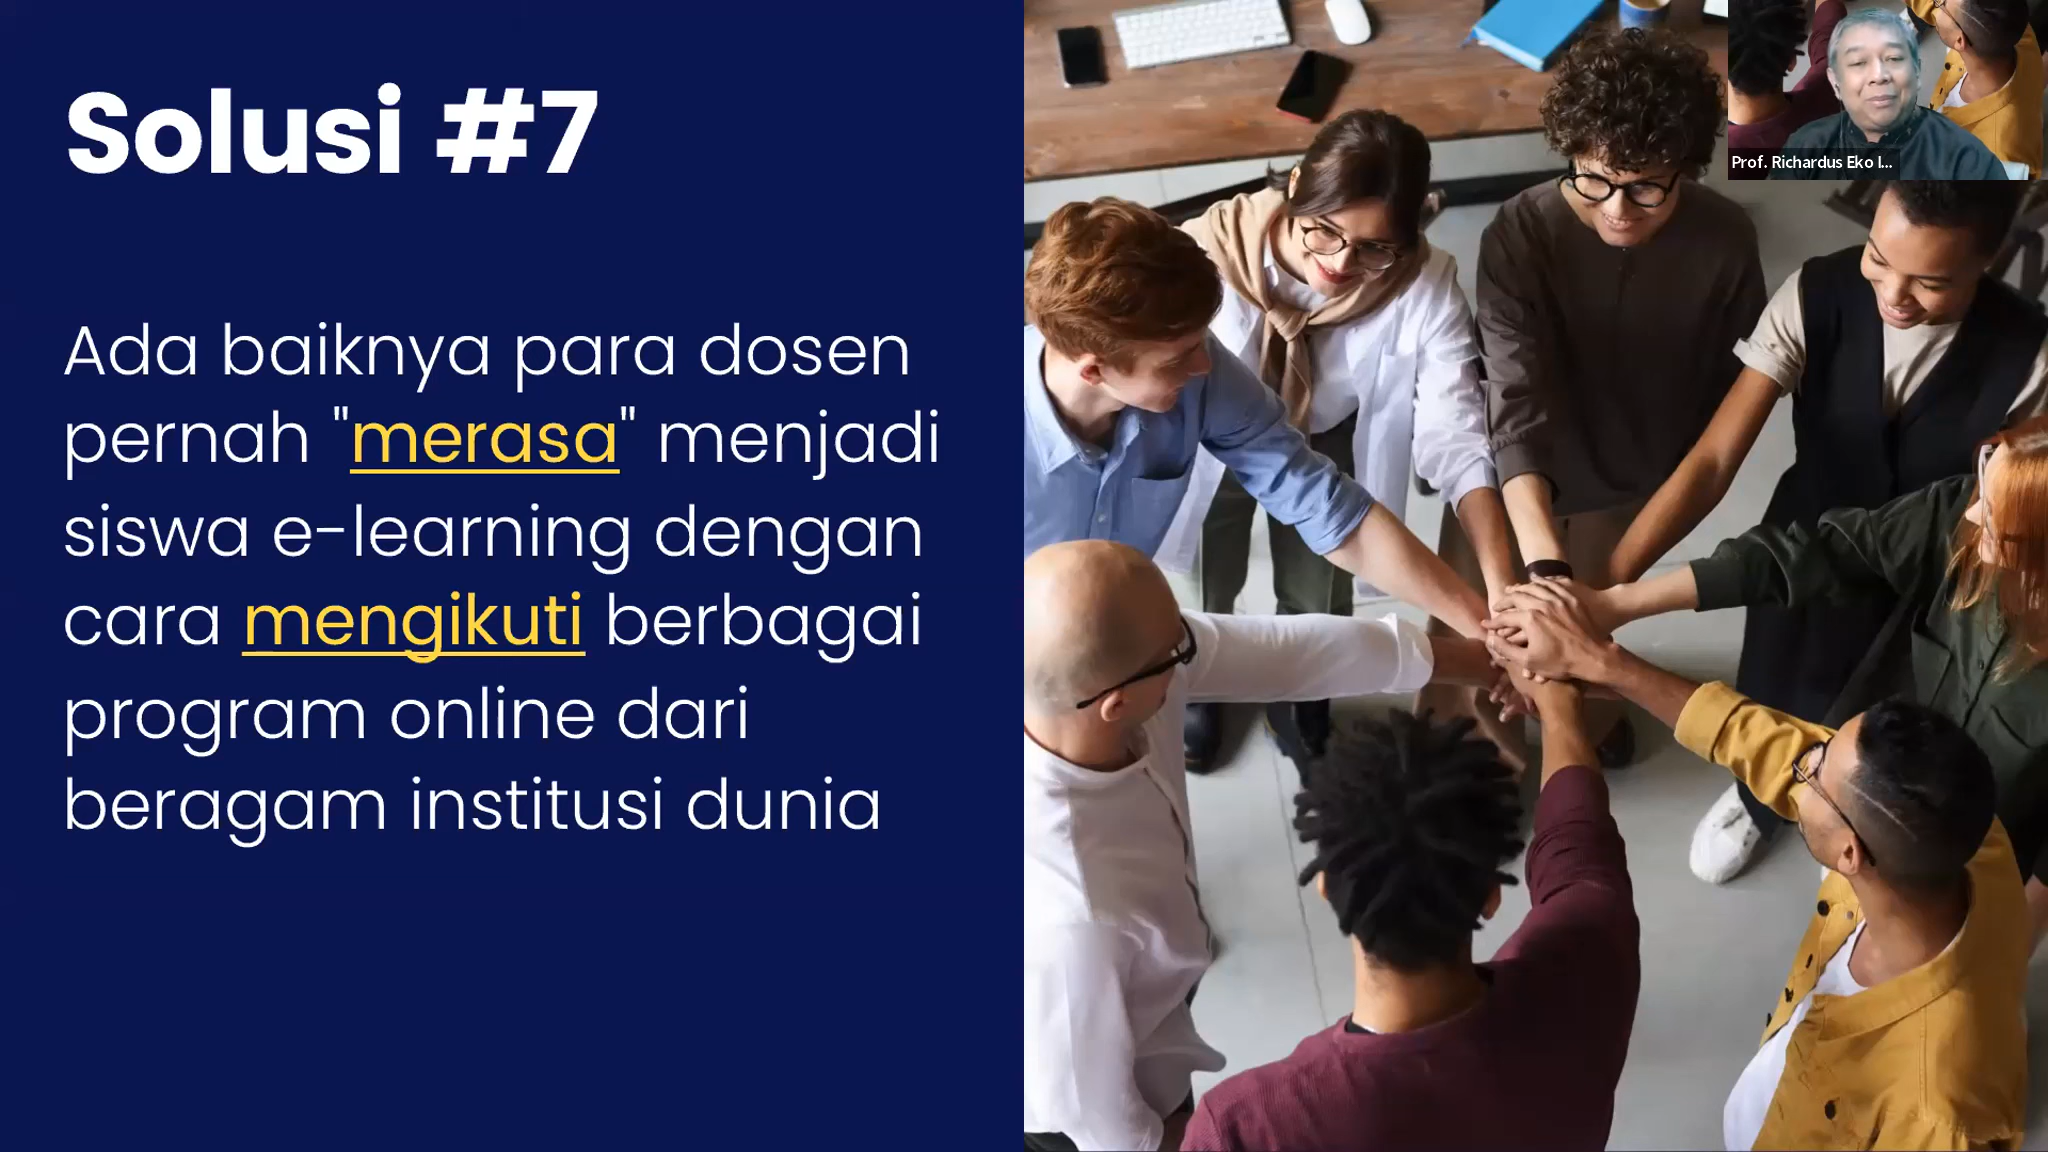 Solusi #7
Ada baiknya para dosen
pernah "merasa" menjadi
siswa e-learning dengan
cara mengikuti berbagai
program online dari
beragam institusi dunia
Prof. Richardus Eko I...